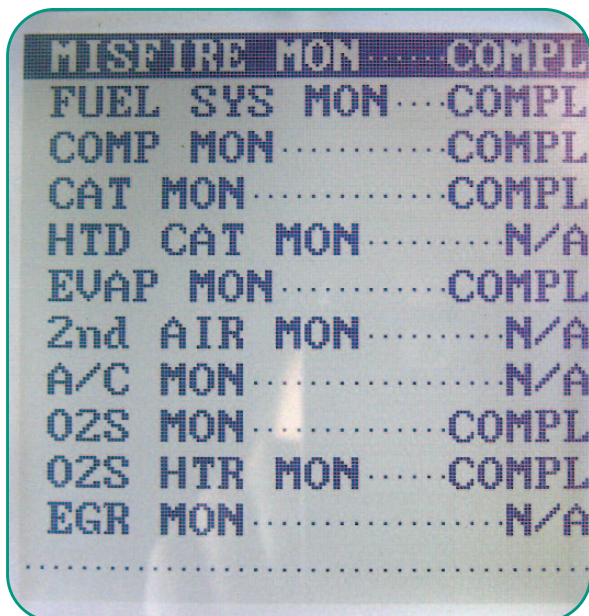 MISFIRE MON······COMPL
FUEL SYS MON····COMPL
COMP MON············COMPL
CAT MON··············COMPL
HTD CAT MON··········N/A
EVAP MON············COMPL
2nd AIR MON··········N/A
A/C MON··················N/A
O2S MON··············COMPL
O2S HTR MON······COMPL
EGR MON··················N/A